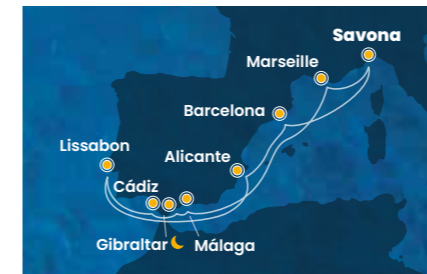 Savona
Marseille
Barcelona
Lissabon
Alicante
Cádiz
Gibraltar Málaga